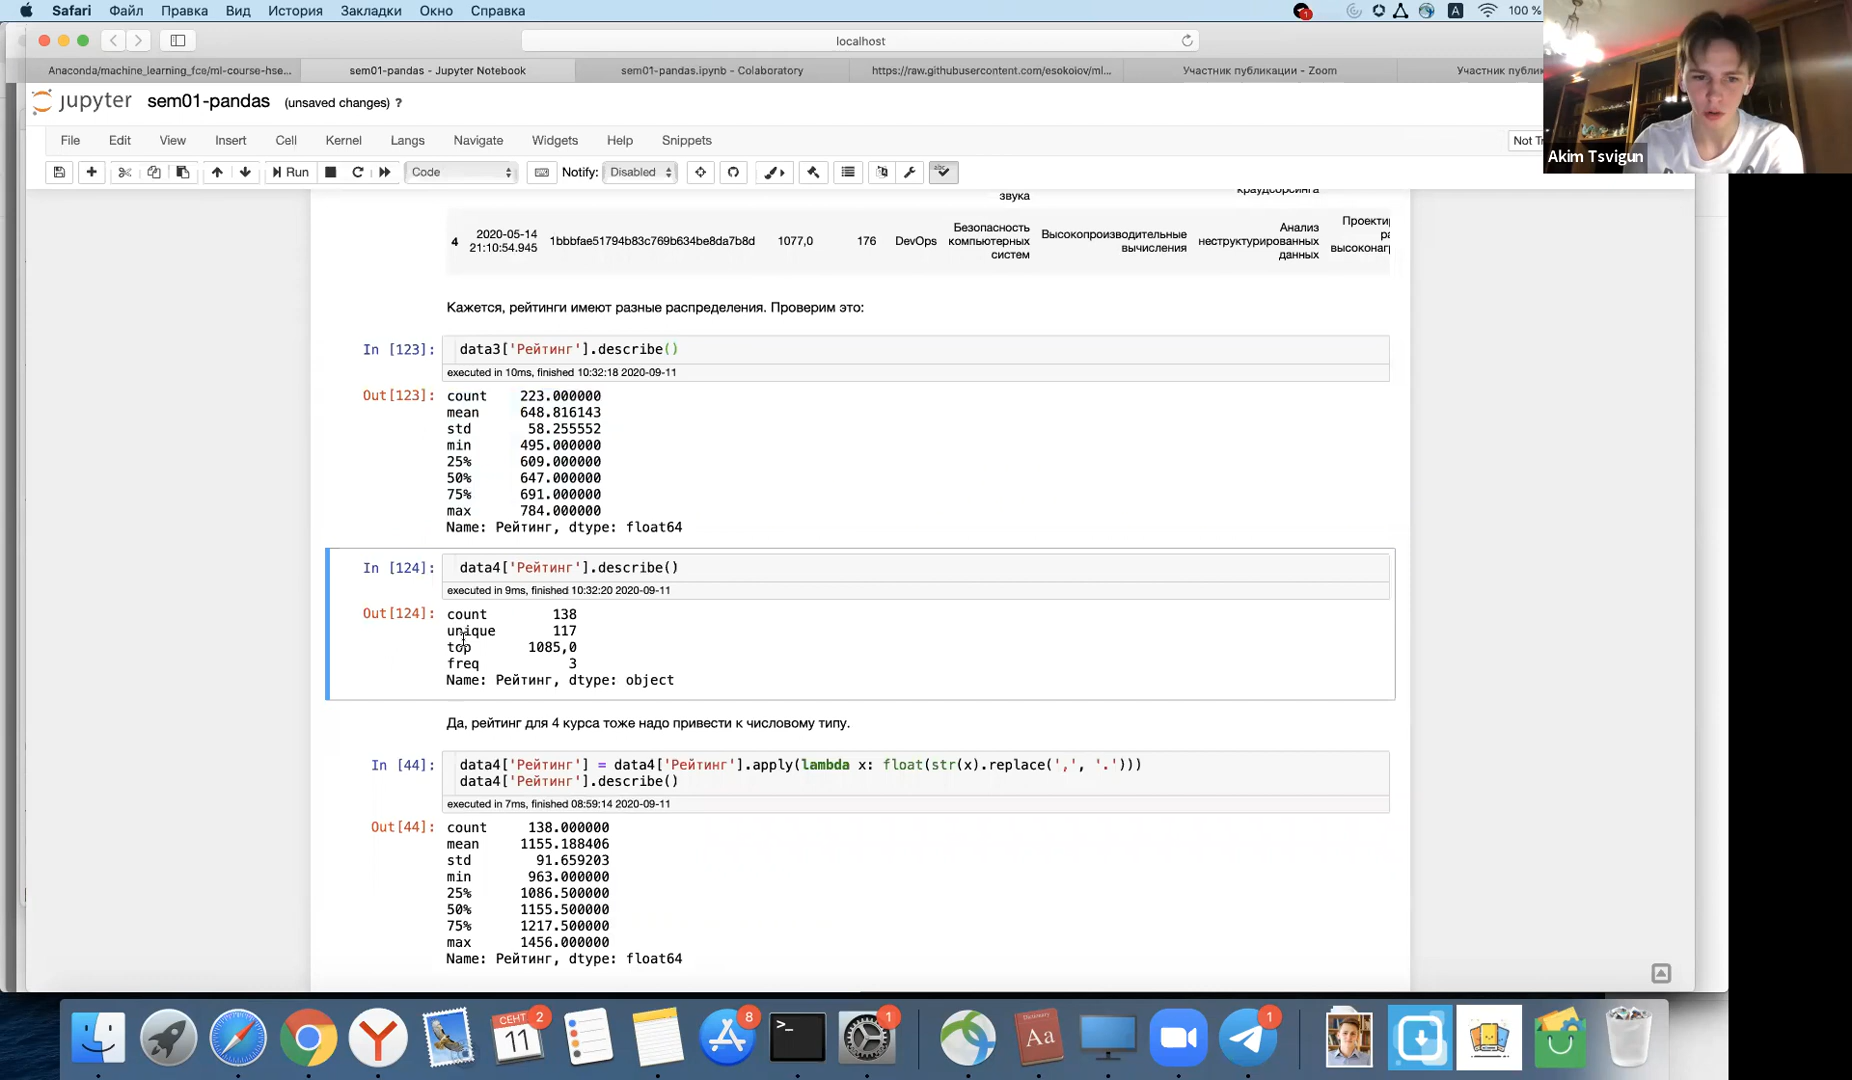 Safari Файл Правка Вид История Закладки Окно Справка 1 A 100 %
localhost
Anaconda/machine_learning_fce/ml-course-hse... sem01-pandas - Jupyter Notebook sem01-pandas.ipynb - Colaboratory https://raw.githubusercontent.com/esokolov/ml... Участник публикации - Zoom
jupyter sem01-pandas (unsaved changes) ?
File Edit View Insert Cell Kernel Langs Navigate Widgets Help Snippets
Run Code Notify: Disabled
Akim Tsvigun
звука краудсорсинга
4 2020-05-14 21:10:54.945 1bbbfae51794b83c769b634be8da7b8d 1077,0 176 DevOps Безопасность компьютерных систем Высокопроизводительные вычисления Анализ неструктурированных данных
Кажется, рейтинги имеют разные распределения. Проверим это:
In [123]: data3['Рейтинг'].describe()
executed in 10ms, finished 10:32:18 2020-09-11
Out[123]: count 223.000000
mean 648.816143
std 58.255552
min 495.000000
25% 609.000000
50% 647.000000
75% 691.000000
max 784.000000
Name: Рейтинг, dtype: float64
In [124]: data4['Рейтинг'].describe()
executed in 9ms, finished 10:32:20 2020-09-11
Out[124]: count 138
unique 117
top 1085,0
freq 3
Name: Рейтинг, dtype: object
Да, рейтинг для 4 курса тоже надо привести к числовому типу.
In [44]: data4['Рейтинг'] = data4['Рейтинг'].apply(lambda x: float(str(x).replace(',', '.')))
data4['Рейтинг'].describe()
executed in 7ms, finished 08:59:14 2020-09-11
Out[44]: count 138.000000
mean 1155.188406
std 91.659203
min 963.000000
25% 1086.500000
50% 1155.500000
75% 1217.500000
max 1456.000000
Name: Рейтинг, dtype: float64
СЕНТ 11 2 8 1 Aa 1